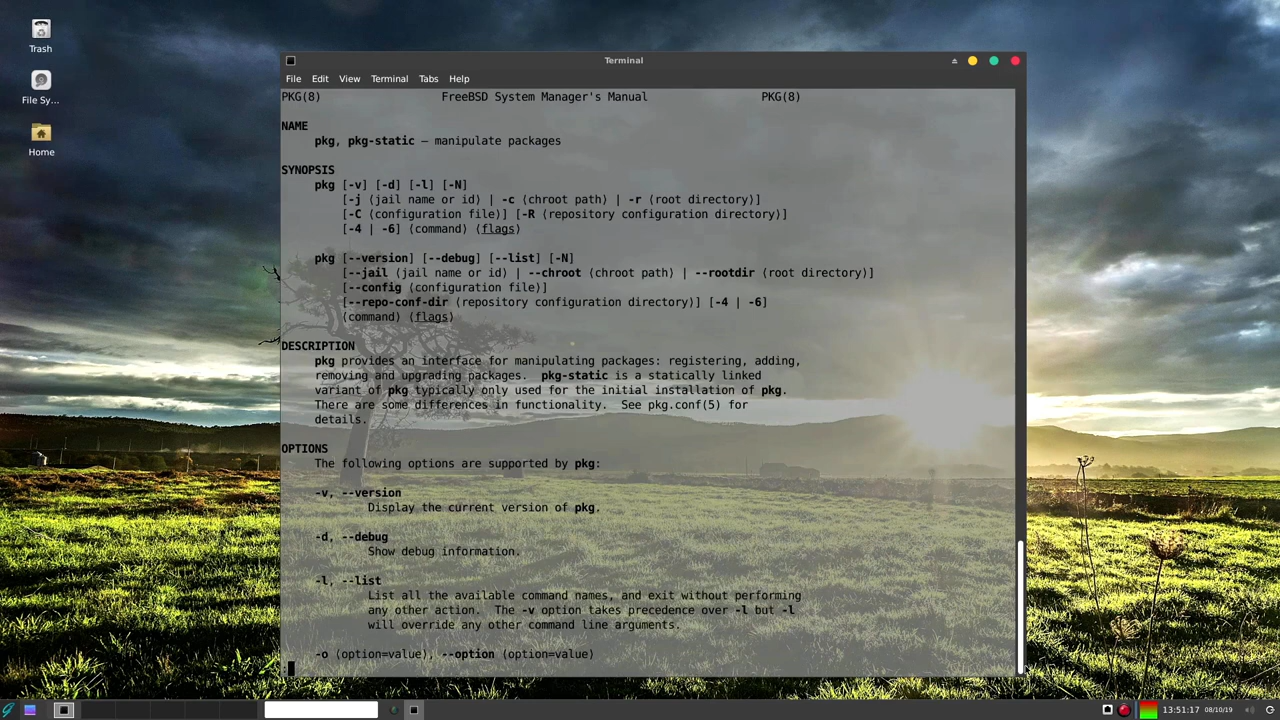 Trash
File Sy...
Home
Terminal
File Edit View Terminal Tabs Help
PKG(8) FreeBSD System Manager's Manual PKG(8)
NAME
pkg, pkg-static — manipulate packages
SYNOPSIS
pkg [-v] [-d] [-l] [-N]
[-j ⟨jail name or id⟩ | -c ⟨chroot path⟩ | -r ⟨root directory⟩]
[-C ⟨configuration file⟩] [-R ⟨repository configuration directory⟩]
[-4 | -6] ⟨command⟩ ⟨flags⟩
pkg [--version] [--debug] [--list] [-N]
[--jail ⟨jail name or id⟩ | --chroot ⟨chroot path⟩ | --rootdir ⟨root directory⟩]
[--config ⟨configuration file⟩]
[--repo-conf-dir ⟨repository configuration directory⟩] [-4 | -6]
⟨command⟩ ⟨flags⟩
DESCRIPTION
pkg provides an interface for manipulating packages: registering, adding,
removing and upgrading packages. pkg-static is a statically linked
variant of pkg typically only used for the initial installation of pkg.
There are some differences in functionality. See pkg.conf(5) for
details.
OPTIONS
The following options are supported by pkg:
-v, --version
Display the current version of pkg.
-d, --debug
Show debug information.
-l, --list
List all the available command names, and exit without performing
any other action. The -v option takes precedence over -l but -l
will override any other command line arguments.
-o ⟨option=value⟩, --option ⟨option=value⟩
:
13:51:17 08/10/19